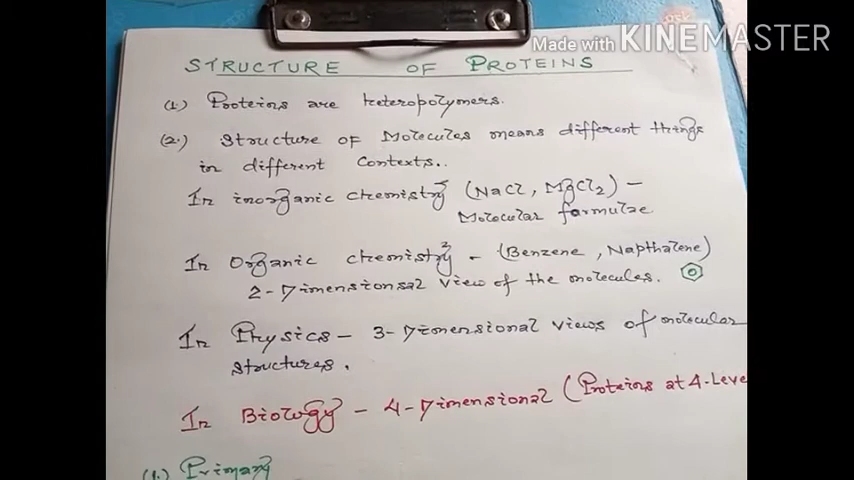 Made with KINEMASTER
STRUCTURE OF PROTEINS
(1.) Proteins are heteropolymers.
(2.) Structure of Molecules means different things
in different contexts..
In inorganic chemistry (NaCl, MgCl2) -
Molecular formulae.
In Organic chemistry - (Benzene, Napthalene)
2-Dimensionsal view of the molecules.
In Physics - 3-Dimensional views of molecular
structures.
In Biology - 4-Dimensional (Proteins at 4-Leve
(1.) Primary